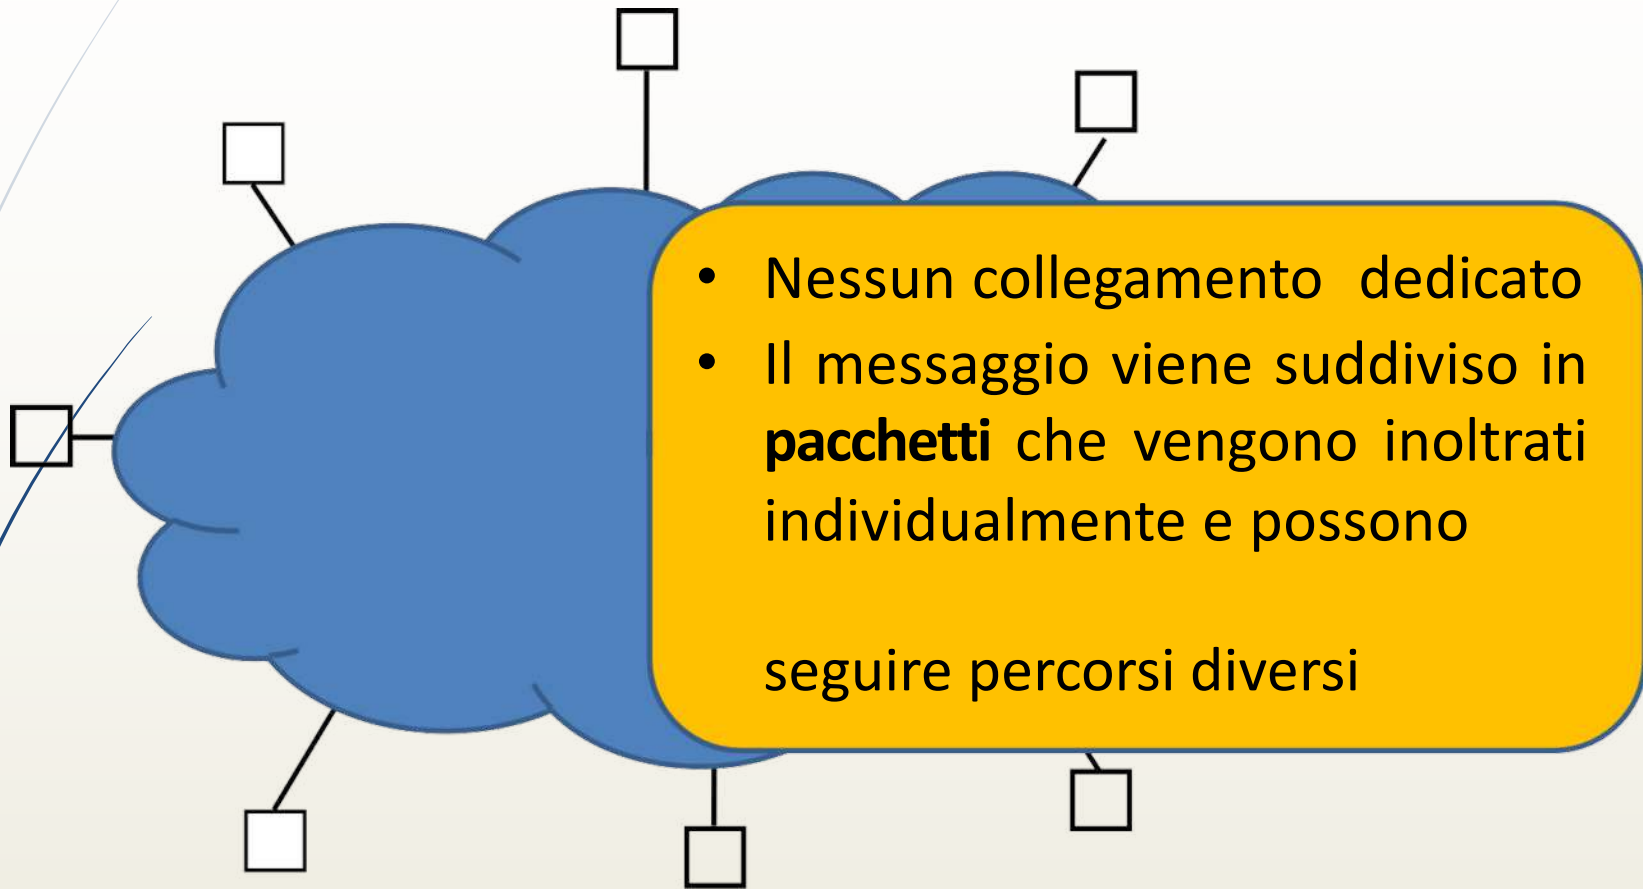 • Nessun collegamento dedicato
• Il messaggio viene suddiviso in
pacchetti che vengono inoltrati
individualmente e possono
seguire percorsi diversi